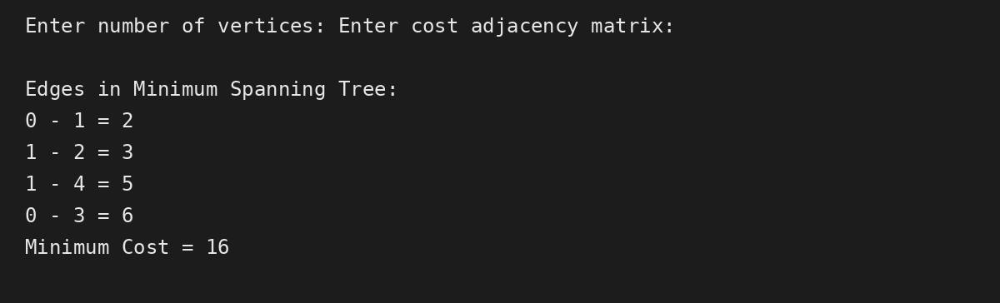 Enter number of vertices: Enter cost adjacency matrix:
Edges in Minimum Spanning Tree:
0 - 1 = 2
1 - 2 = 3
1 - 4 = 5
0 - 3 = 6
Minimum Cost = 16